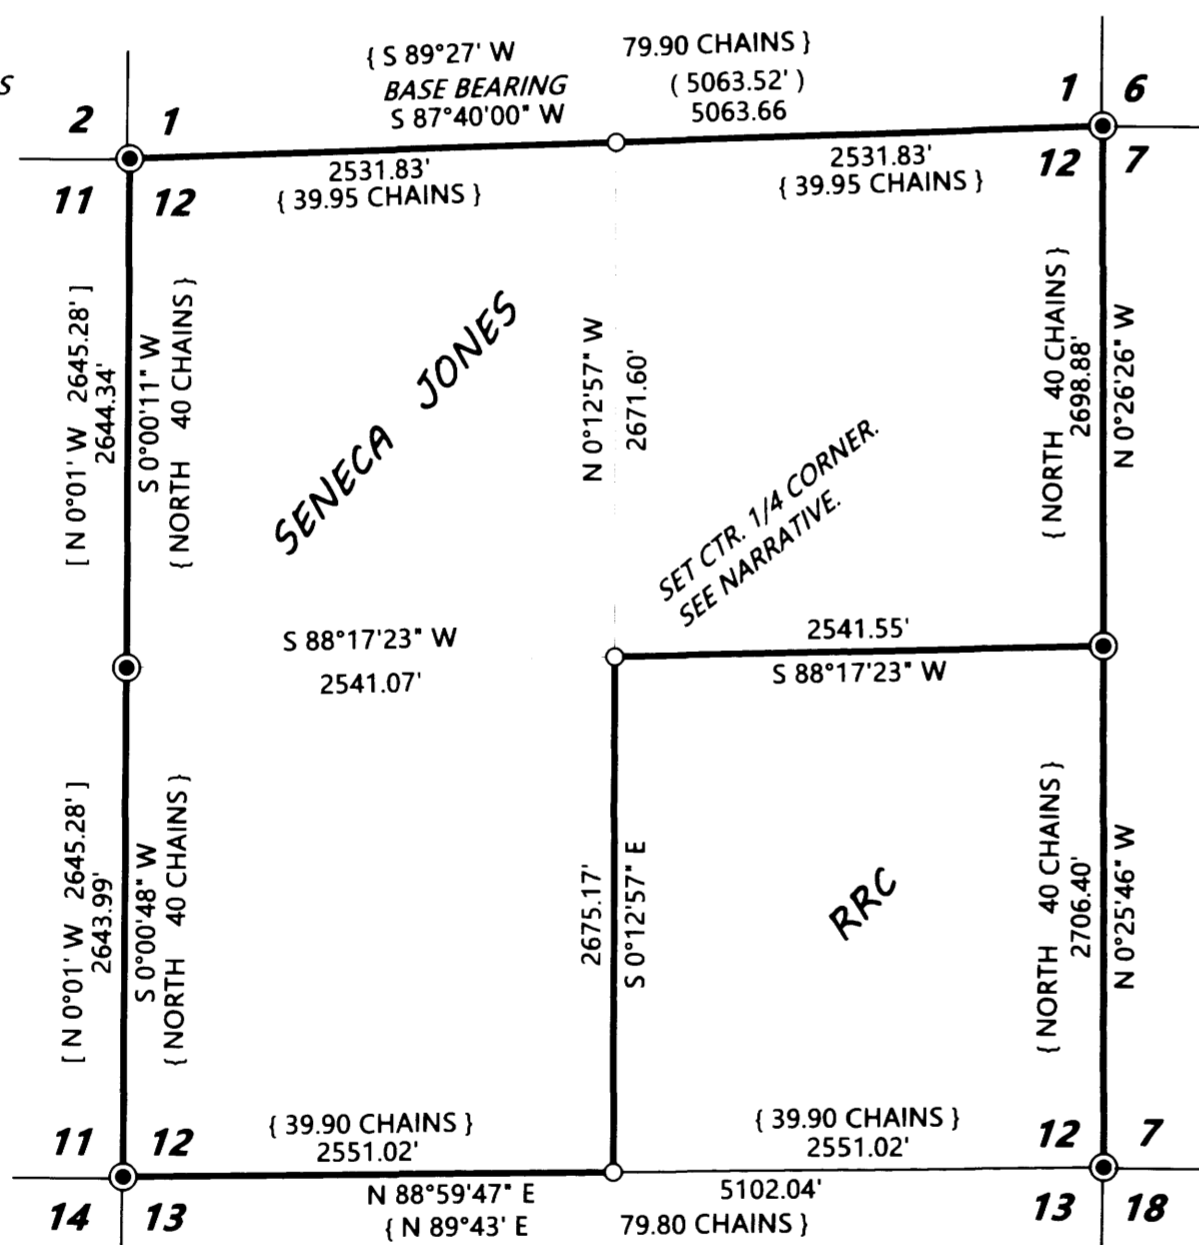 { S 89°27' W 79.90 CHAINS }
S
BASE BEARING ( 5063.52' )
S 87°40'00" W 5063.66
2 1
1 6
11 12
12 7
2531.83'
{ 39.95 CHAINS }
2531.83'
{ 39.95 CHAINS }
[ N 0°01' W 2645.28' ]
2644.34'
S 0°00'11" W
{ NORTH 40 CHAINS }
SENECA JONES
N 0°12'57" W
2671.60'
{ NORTH 40 CHAINS }
2698.88'
N 0°26'26" W
SET CTR. 1/4 CORNER.
SEE NARRATIVE.
S 88°17'23" W
2541.07'
2541.55'
S 88°17'23" W
[ N 0°01' W 2645.28' ]
2643.99'
S 0°00'48" W
{ NORTH 40 CHAINS }
2675.17'
S 0°12'57" E
RRC
{ NORTH 40 CHAINS }
2706.40'
N 0°25'46" W
{ 39.90 CHAINS }
2551.02'
{ 39.90 CHAINS }
2551.02'
11 12
12 7
14 13
13 18
N 88°59'47" E 5102.04'
{ N 89°43' E 79.80 CHAINS }